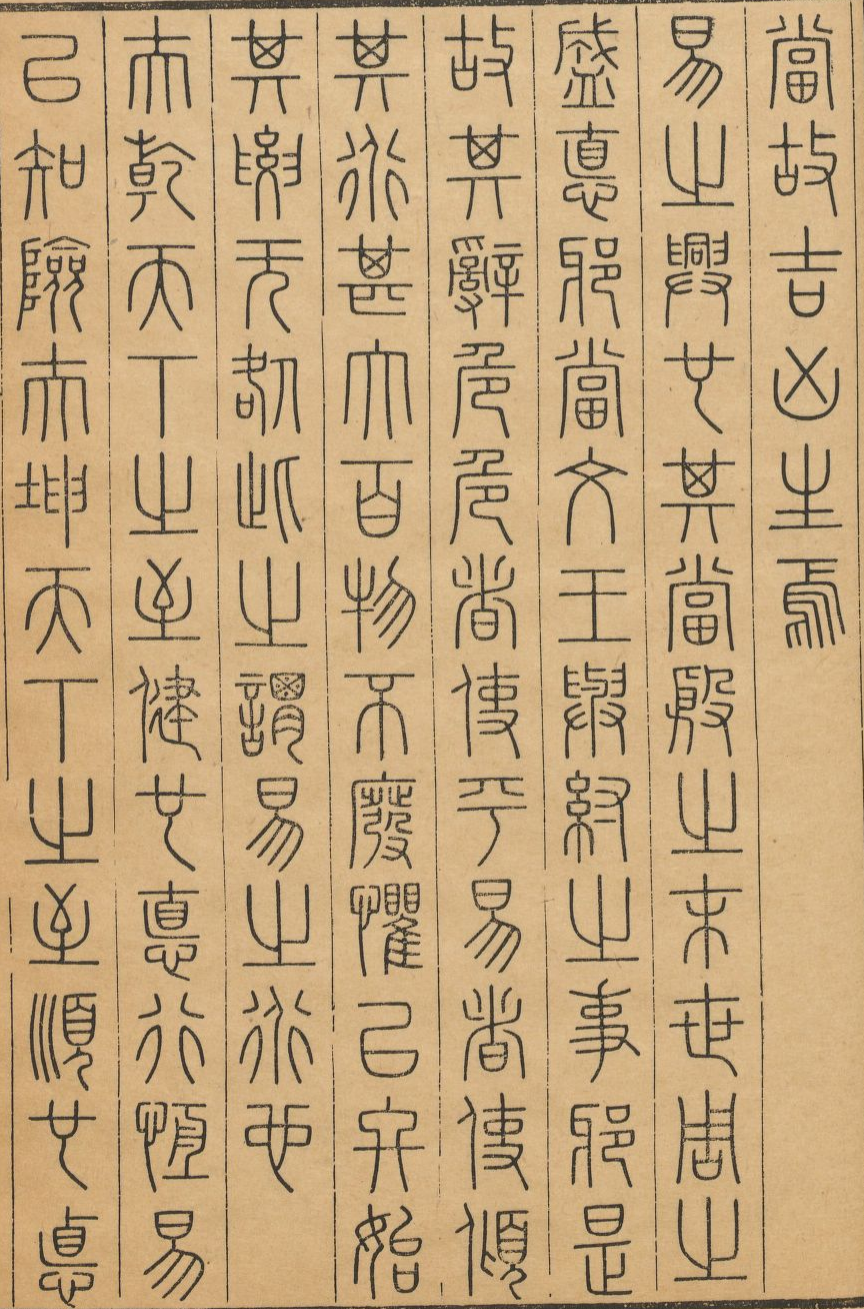 當故吉凶生焉
易之興也其當殷之末世周之
盛悳邪當文王與紂之事邪是
故其辭危危者使平易者使傾
其道甚大百物不廢懼以終始
其要无咎此之謂易之道也
夫乾天下之至健也悳行恆易
以知險夫坤天下之至順也悳